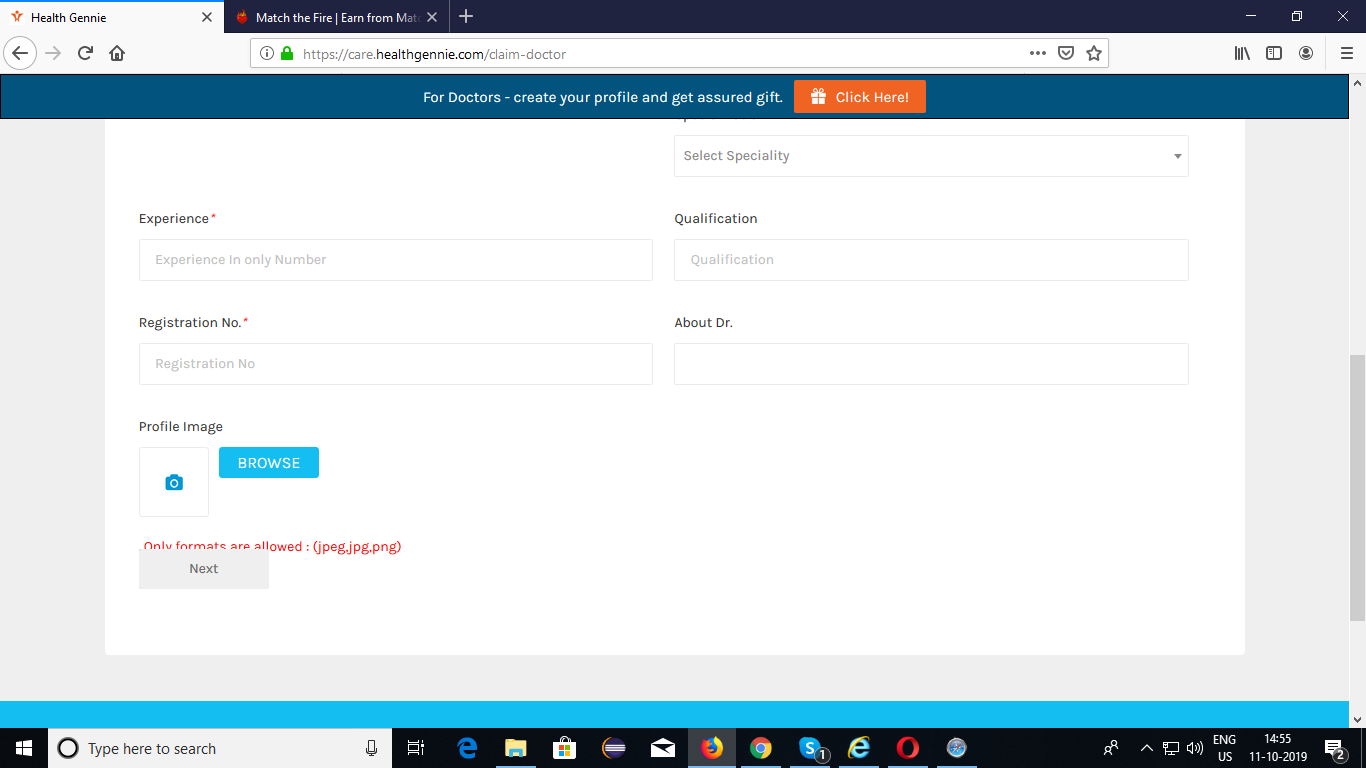 Health Gennie
Match the Fire | Earn from Mat
https://care.healthgennie.com/claim-doctor
For Doctors - create your profile and get assured gift.
Click Here!
Select Speciality
Experience*
Qualification
Experience In only Number
Qualification
Registration No.*
About Dr.
Registration No
Profile Image
BROWSE
Only formats are allowed : (jpeg,jpg,png)
Next
Type here to search
1
ENG
US
14:55
11-10-2019
2